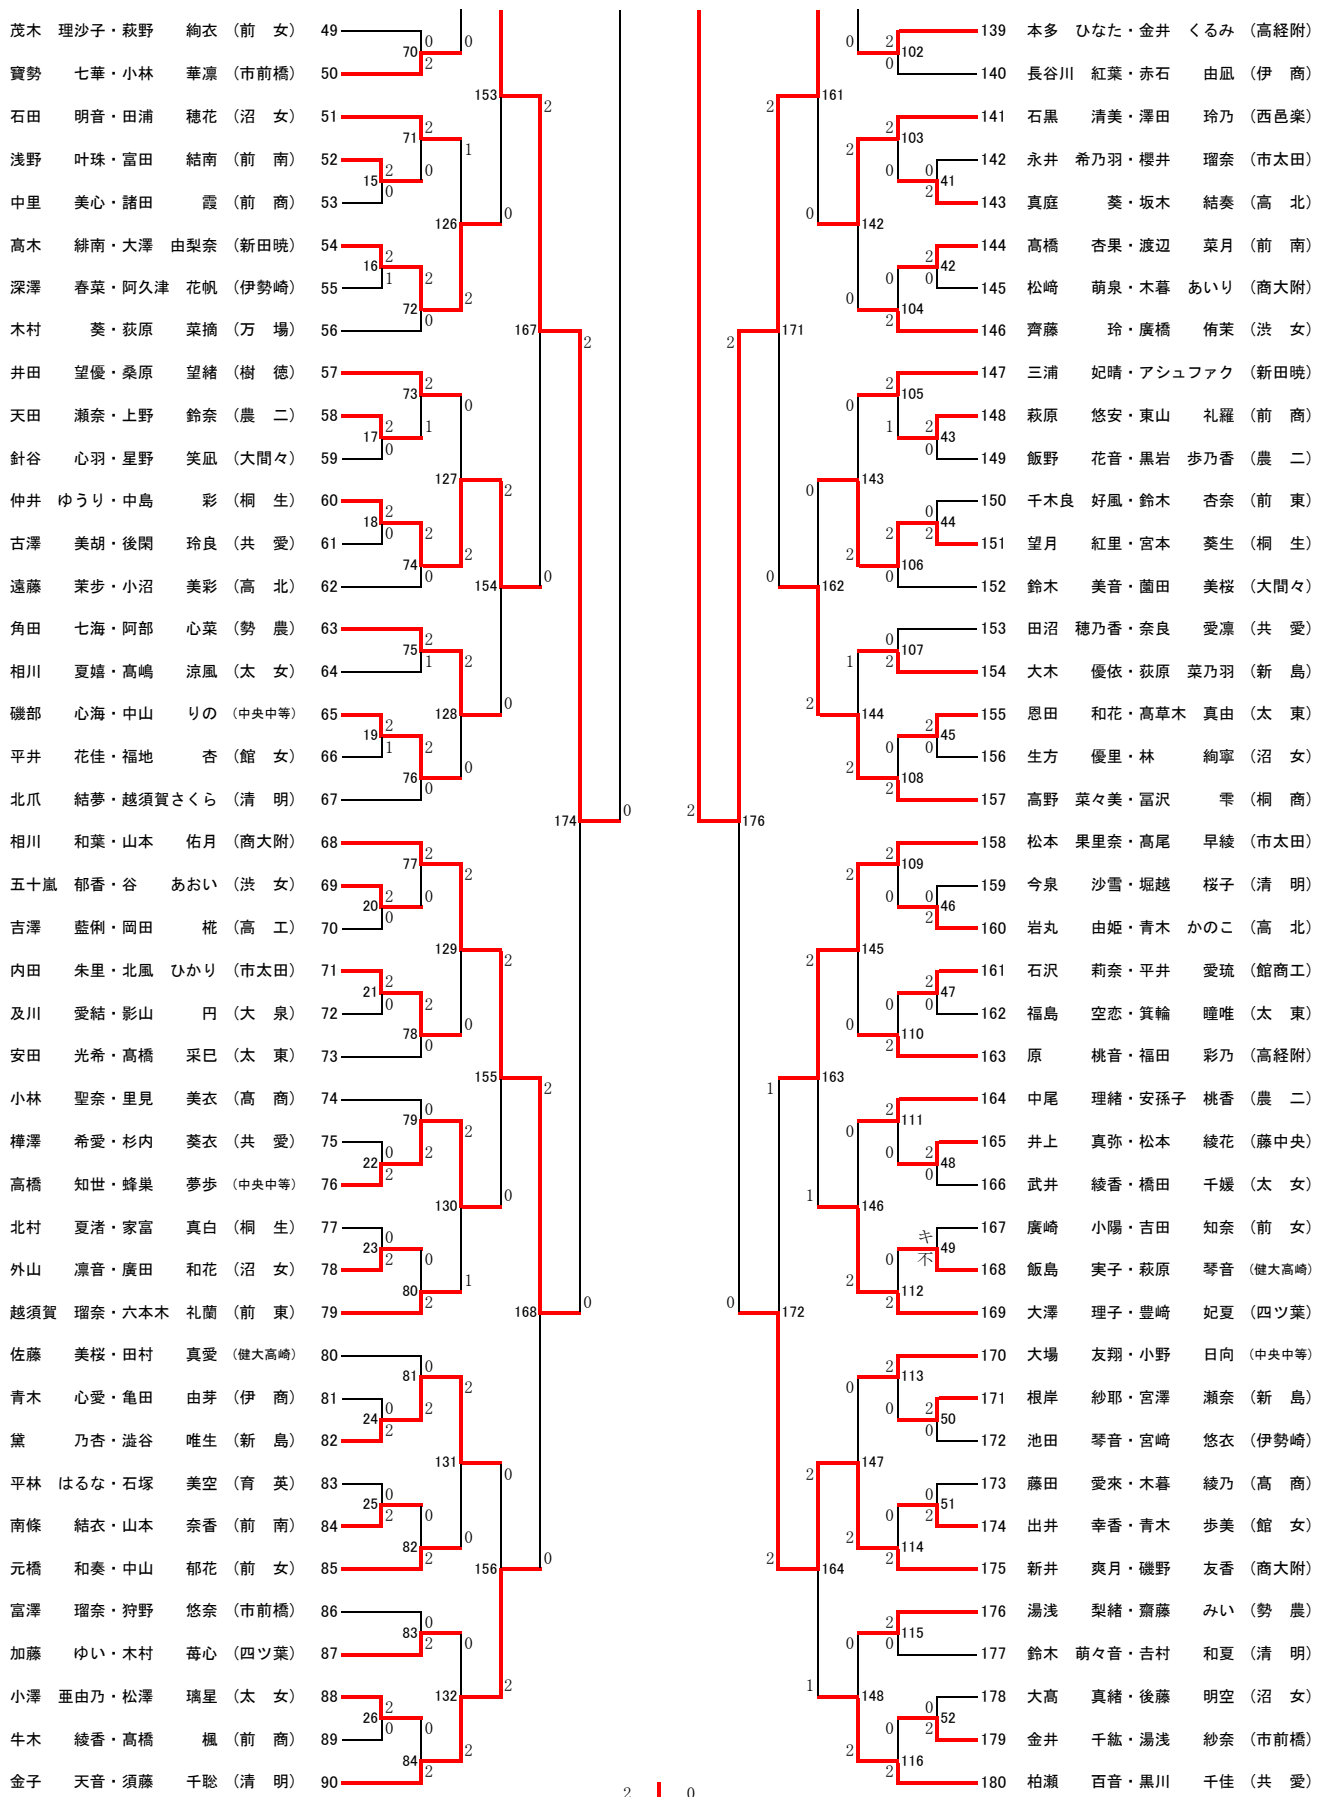 茂木 理沙子・萩野 絢衣 (前 女) 49
寶勢 七華・小林 華凛 (市前橋) 50
石田 明音・田浦 穂花 (沼 女) 51
浅野 叶珠・富田 結南 (前 南) 52
中里 美心・諸田 霞 (前 商) 53
髙木 緋南・大澤 由梨奈 (新田暁) 54
深澤 春菜・阿久津 花帆 (伊勢崎) 55
木村 葵・荻原 菜摘 (万 場) 56
井田 望優・桑原 望緒 (樹 徳) 57
天田 瀬奈・上野 鈴奈 (農 二) 58
針谷 心羽・星野 笑凪 (大間々) 59
仲井 ゆうり・中島 彩 (桐 生) 60
古澤 美胡・後閑 玲良 (共 愛) 61
遠藤 茉歩・小沼 美彩 (高 北) 62
角田 七海・阿部 心菜 (勢 農) 63
相川 夏嬉・髙嶋 涼風 (太 女) 64
磯部 心海・中山 りの (中央中等) 65
平井 花佳・福地 杏 (館 女) 66
北爪 結夢・越須賀さくら (清 明) 67
相川 和葉・山本 佑月 (商大附) 68
五十嵐 郁香・谷 あおい (渋 女) 69
吉澤 藍俐・岡田 椛 (高 工) 70
内田 朱里・北風 ひかり (市太田) 71
及川 愛結・影山 円 (大 泉) 72
安田 光希・髙橋 采巳 (太 東) 73
小林 聖奈・里見 美衣 (髙 商) 74
樺澤 希愛・杉内 葵衣 (共 愛) 75
高橋 知世・蜂巣 夢歩 (中央中等) 76
北村 夏渚・家富 真白 (桐 生) 77
外山 凛音・廣田 和花 (沼 女) 78
越須賀 瑠奈・六本木 礼蘭 (前 東) 79
佐藤 美桜・田村 真愛 (健大高崎) 80
青木 心愛・亀田 由芽 (伊 商) 81
黛 乃杏・澁谷 唯生 (新 島) 82
平林 はるな・石塚 美空 (育 英) 83
南條 結衣・山本 奈香 (前 南) 84
元橋 和奏・中山 郁花 (前 女) 85
富澤 瑠奈・狩野 悠奈 (市前橋) 86
加藤 ゆい・木村 苺心 (四ツ葉) 87
小澤 亜由乃・松澤 璃星 (太 女) 88
牛木 綾香・髙橋 楓 (前 商) 89
金子 天音・須藤 千聡 (清 明) 90
139 本多 ひなた・金井 くるみ (高経附)
140 長谷川 紅葉・赤石 由凪 (伊 商)
141 石黒 清美・澤田 玲乃 (西邑楽)
142 永井 希乃羽・櫻井 瑠奈 (市太田)
143 真庭 葵・坂木 結奏 (高 北)
144 髙橋 杏果・渡辺 菜月 (前 南)
145 松﨑 萌泉・木暮 あいり (商大附)
146 齊藤 玲・廣橋 侑茉 (渋 女)
147 三浦 妃晴・アシュファク (新田暁)
148 萩原 悠安・東山 礼羅 (前 商)
149 飯野 花音・黒岩 歩乃香 (農 二)
150 千木良 好風・鈴木 杏奈 (前 東)
151 望月 紅里・宮本 葵生 (桐 生)
152 鈴木 美音・薗田 美桜 (大間々)
153 田沼 穂乃香・奈良 愛凛 (共 愛)
154 大木 優依・荻原 菜乃羽 (新 島)
155 恩田 和花・髙草木 真由 (太 東)
156 生方 優里・林 絢寧 (沼 女)
157 高野 菜々美・冨沢 雫 (桐 商)
158 松本 果里奈・髙尾 早綾 (市太田)
159 今泉 沙雪・堀越 桜子 (清 明)
160 岩丸 由姫・青木 かのこ (高 北)
161 石沢 莉奈・平井 愛琉 (館商工)
162 福島 空恋・箕輪 瞳唯 (太 東)
163 原 桃音・福田 彩乃 (高経附)
164 中尾 理緒・安孫子 桃香 (農 二)
165 井上 真弥・松本 綾花 (藤中央)
166 武井 綾香・橋田 千媛 (太 女)
167 廣崎 小陽・吉田 知奈 (前 女)
168 飯島 実子・萩原 琴音 (健大高崎)
169 大澤 理子・豊﨑 妃夏 (四ツ葉)
170 大場 友翔・小野 日向 (中央中等)
171 根岸 紗耶・宮澤 瀬奈 (新 島)
172 池田 琴音・宮﨑 悠衣 (伊勢崎)
173 藤田 愛來・木暮 綾乃 (髙 商)
174 出井 幸香・青木 歩美 (館 女)
175 新井 爽月・磯野 友香 (商大附)
176 湯浅 梨緒・齋藤 みい (勢 農)
177 鈴木 萌々音・吉村 和夏 (清 明)
178 大髙 真緒・後藤 明空 (沼 女)
179 金井 千紘・湯浅 紗奈 (市前橋)
180 柏瀬 百音・黒川 千佳 (共 愛)
2 0